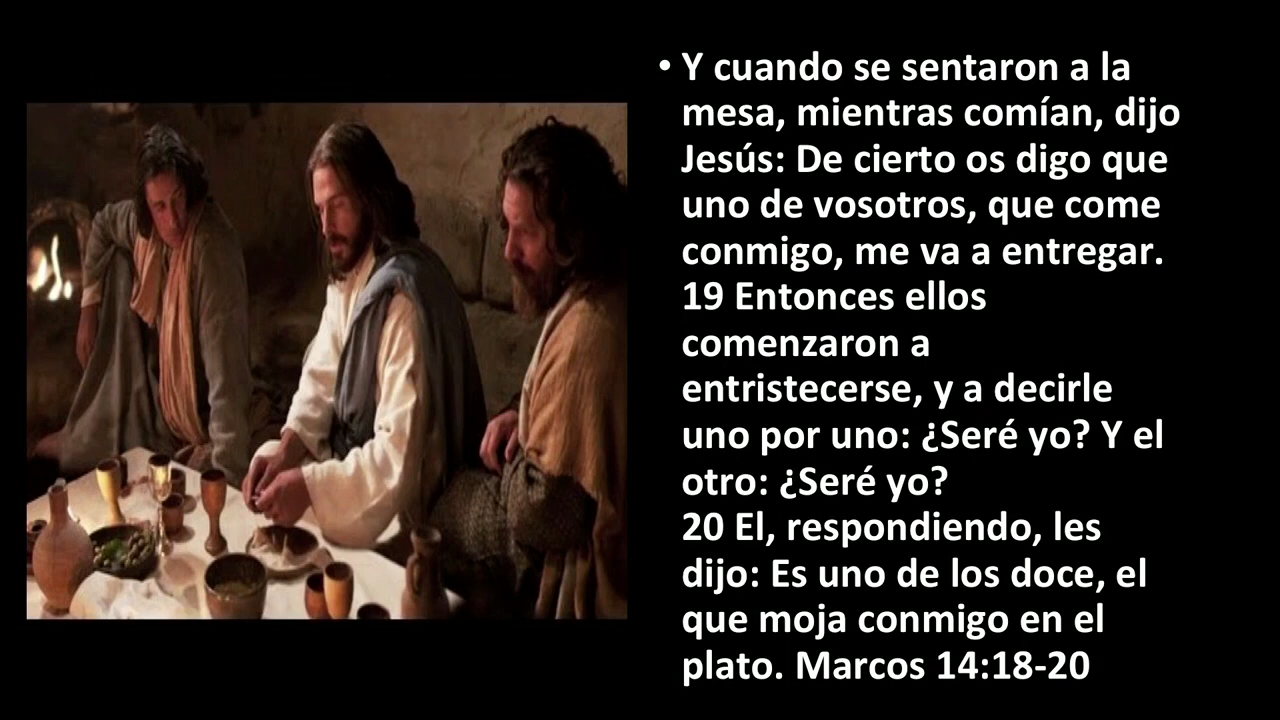 • Y cuando se sentaron a la
mesa, mientras comían, dijo
Jesús: De cierto os digo que
uno de vosotros, que come
conmigo, me va a entregar.
19 Entonces ellos
comenzaron a
entristecerse, y a decirle
uno por uno: ¿Seré yo? Y el
otro: ¿Seré yo?
20 El, respondiendo, les
dijo: Es uno de los doce, el
que moja conmigo en el
plato. Marcos 14:18-20